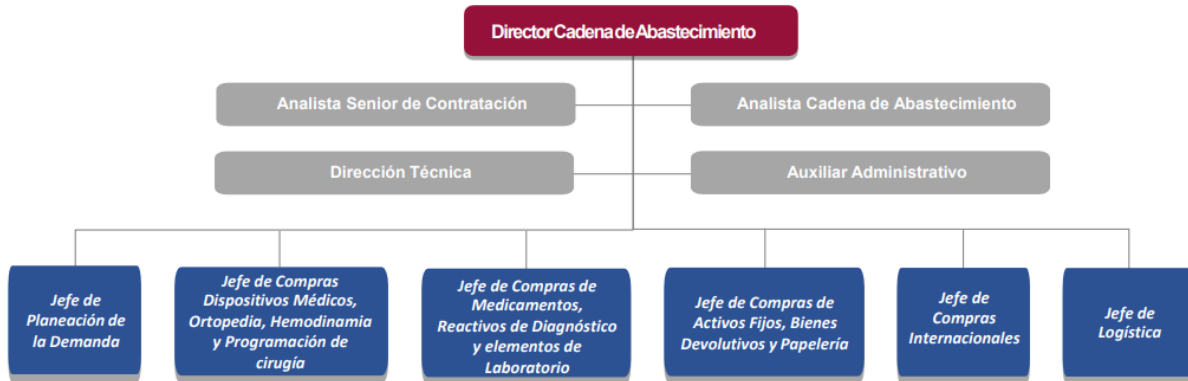 Director Cadena de Abastecimiento
Analista Senior de Contratación
Analista Cadena de Abastecimiento
Dirección Técnica
Auxiliar Administrativo
Jefe de
Planeación de
la Demanda
Jefe de Compras
Dispositivos Médicos,
Ortopedia, Hemodinamia
y Programación de
cirugía
Jefe de Compras de
Medicamentos,
Reactivos de Diagnóstico
y elementos de
Laboratorio
Jefe de Compras de
Activos Fijos, Bienes
Devolutivos y Papelería
Jefe de
Compras
Internacionales
Jefe de
Logística